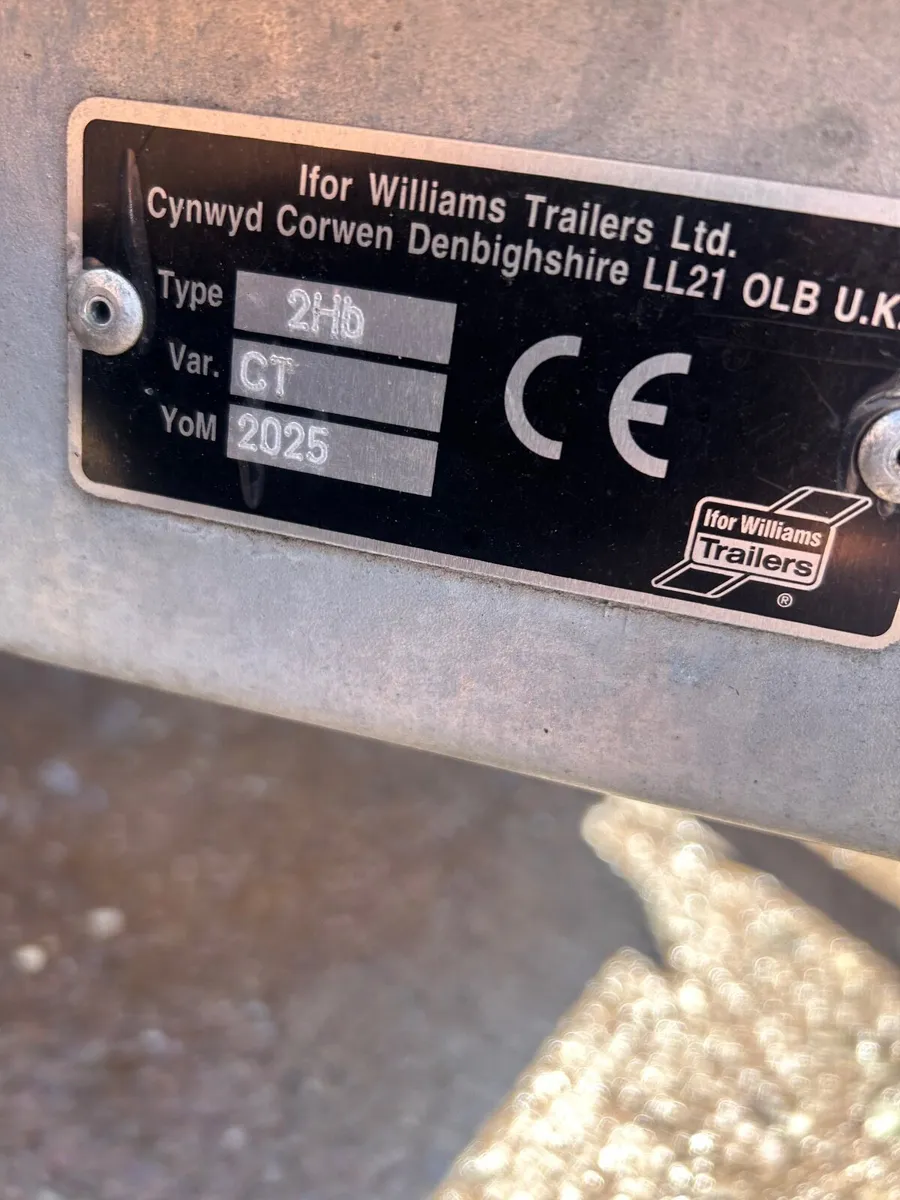 Ifor Williams Trailers Ltd.
Cynwyd Corwen Denbighshire LL21 OLB U.K.
Type 2Hb
Var. CT
YoM 2025
CE
Ifor Williams
Trailers
®